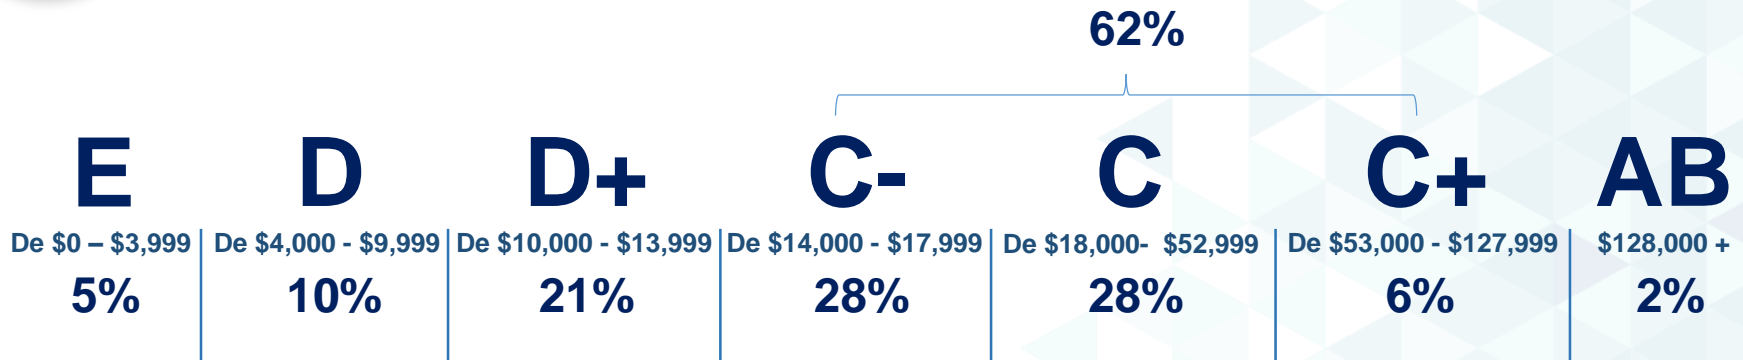 62%
E D D+ C- C C+ AB
De $0 – $3,999 De $4,000 - $9,999 De $10,000 - $13,999 De $14,000 - $17,999 De $18,000- $52,999 De $53,000 - $127,999 $128,000 +
5% 10% 21% 28% 28% 6% 2%